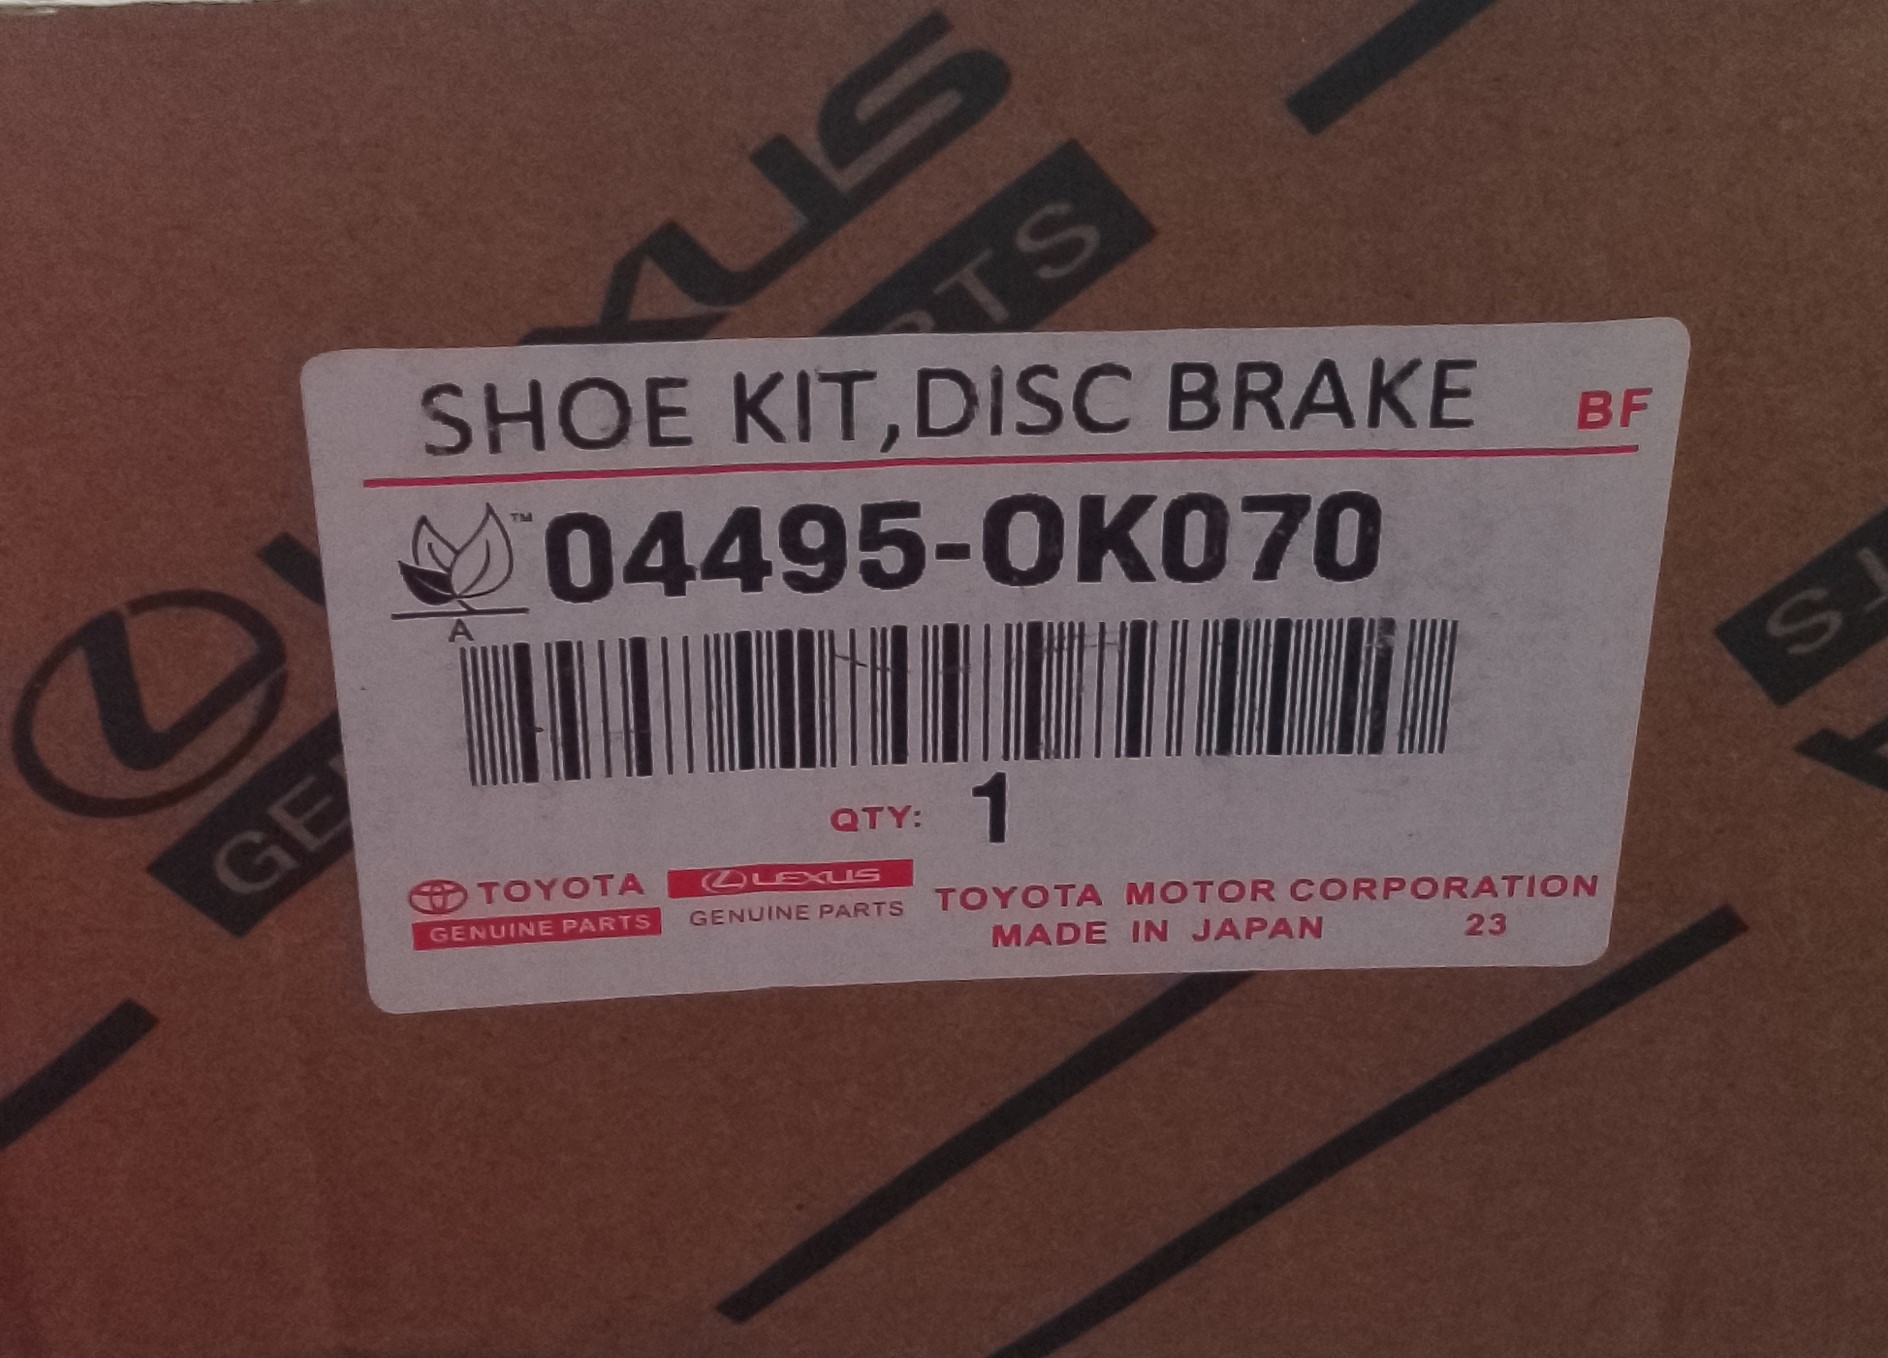 LEXUS
PARTS
SHOE KIT,DISC BRAKE BF
™ 04495-0K070
A
QTY: 1
TOYOTA
GENUINE PARTS
LEXUS
GENUINE PARTS
TOYOTA MOTOR CORPORATION
MADE IN JAPAN 23